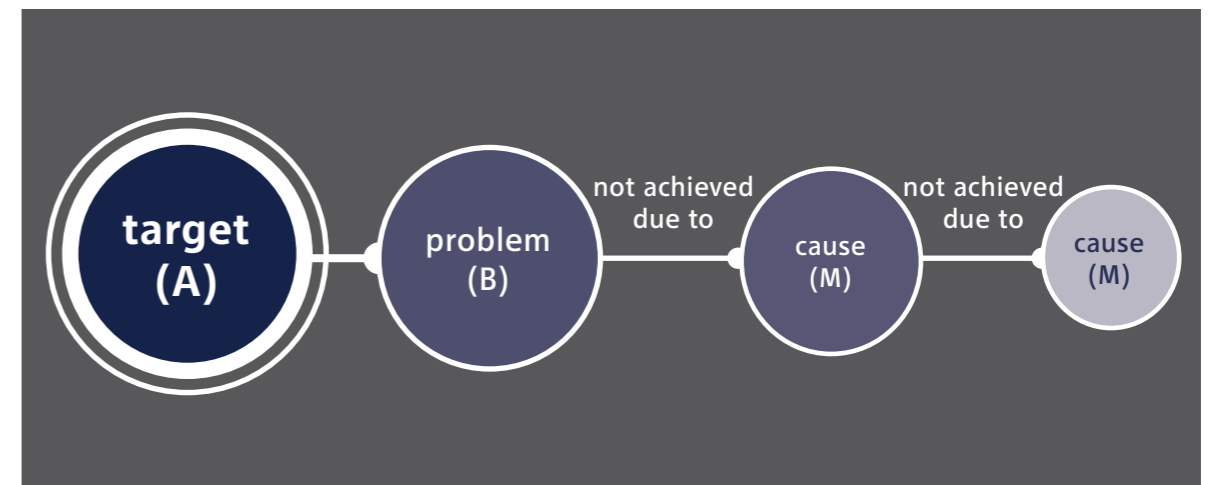 target
(A)
problem
(B)
not achieved
due to
cause
(M)
not achieved
due to
cause
(M)